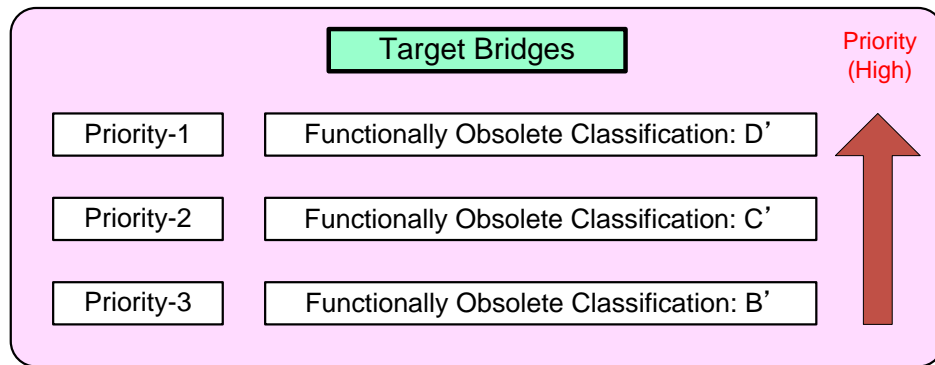 Target Bridges
Priority
(High)
Priority-1
Functionally Obsolete Classification: D’
Priority-2
Functionally Obsolete Classification: C’
Priority-3
Functionally Obsolete Classification: B’